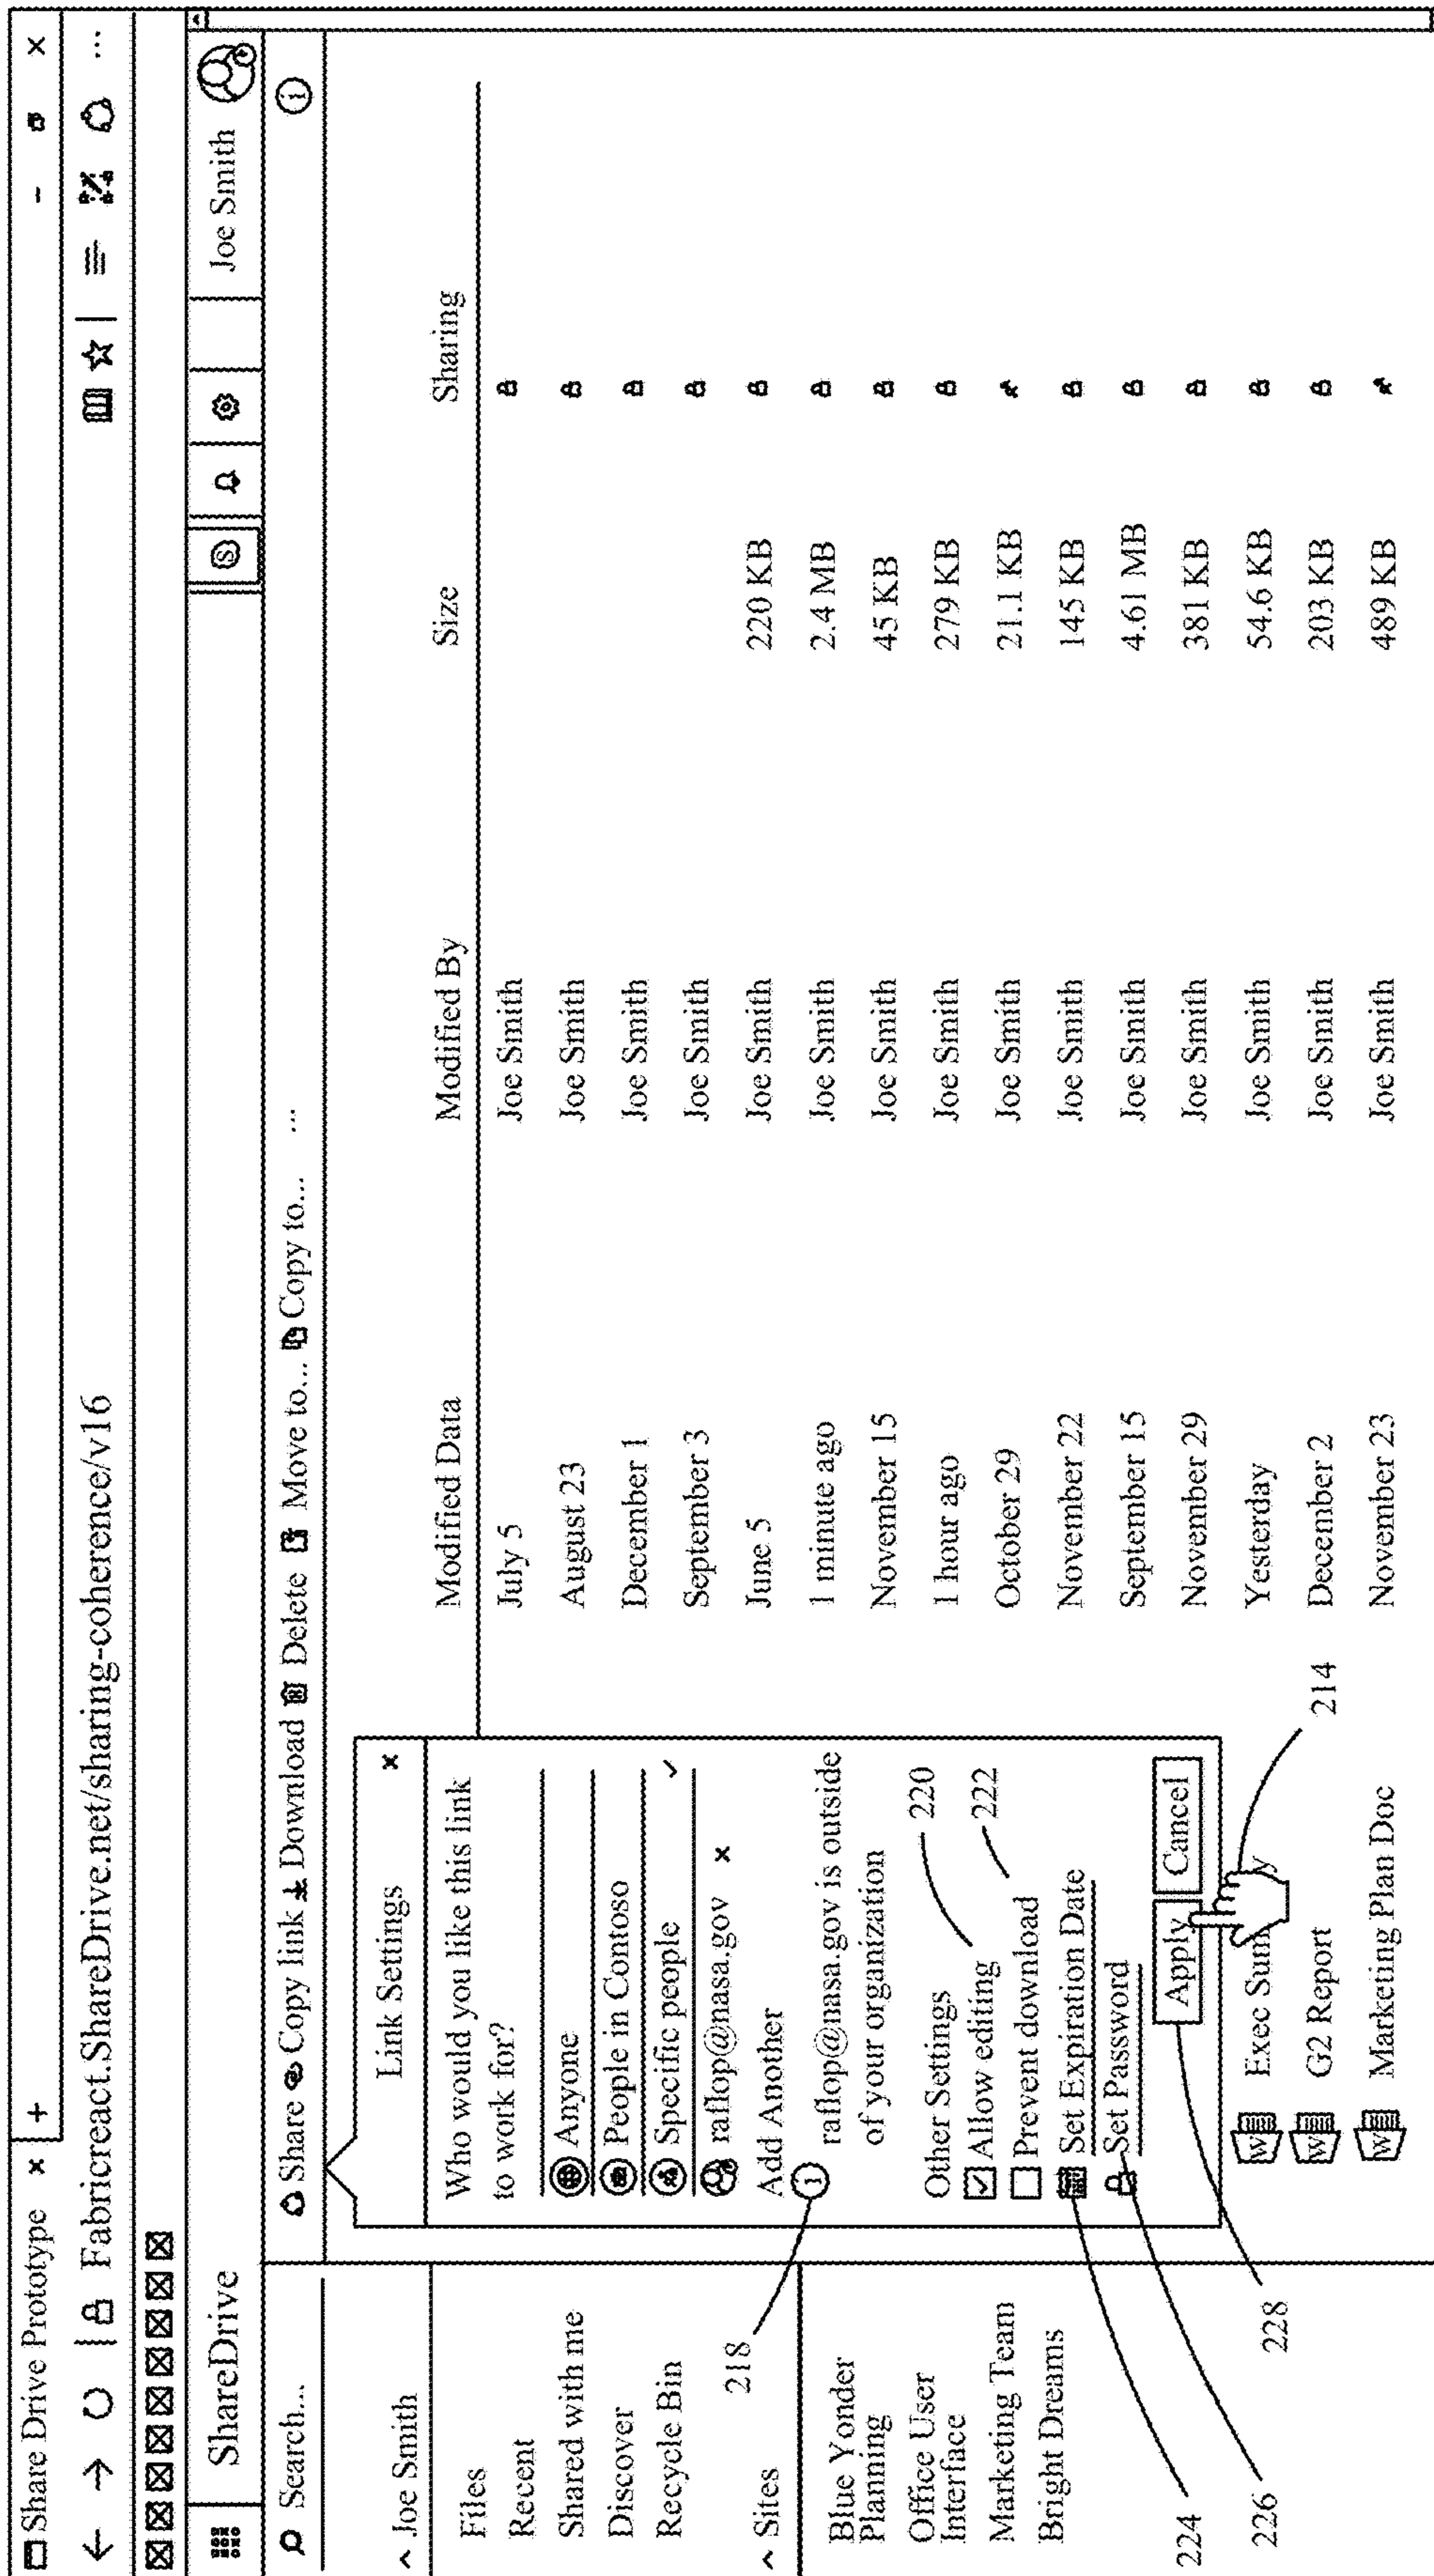 Share Drive Prototype × +
Fabricreact.ShareDrive.net/sharing-coherence/v16
ShareDrive
Joe Smith
Search...
Share Copy link Download Delete Move to... Copy to... ...
Joe Smith
Files
Recent
Shared with me
Discover
Recycle Bin
218
Sites
Blue Yonder
Planning
Office User
Interface
Marketing Team
Bright Dreams
224
226
228
Link Settings ×
Who would you like this link
to work for?
Anyone
People in Contoso
Specific people
raflop@nasa.gov ×
Add Another
raflop@nasa.gov is outside
of your organization
Other Settings
220
Allow editing
222
Prevent download
Set Expiration Date
Set Password
Apply Cancel
214
Modified Data Modified By Size Sharing
July 5 Joe Smith
August 23 Joe Smith
December 1 Joe Smith
September 3 Joe Smith
June 5 Joe Smith 220 KB
1 minute ago Joe Smith 2.4 MB
November 15 Joe Smith 45 KB
1 hour ago Joe Smith 279 KB
October 29 Joe Smith 21.1 KB
November 22 Joe Smith 145 KB
September 15 Joe Smith 4.61 MB
November 29 Joe Smith 381 KB
Exec Yesterday Joe Smith 54.6 KB
G2 Report December 2 Joe Smith 203 KB
Marketing Plan Doc November 23 Joe Smith 489 KB